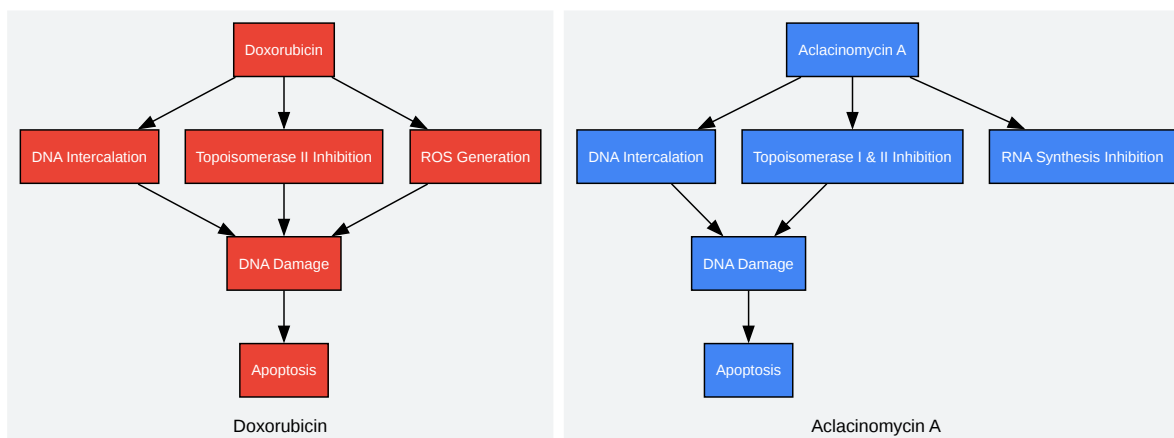 Doxorubicin
DNA Intercalation
Topoisomerase II Inhibition
ROS Generation
DNA Damage
Apoptosis
Doxorubicin
Aclacinomycin A
DNA Intercalation
Topoisomerase I & II Inhibition
RNA Synthesis Inhibition
DNA Damage
Apoptosis
Aclacinomycin A